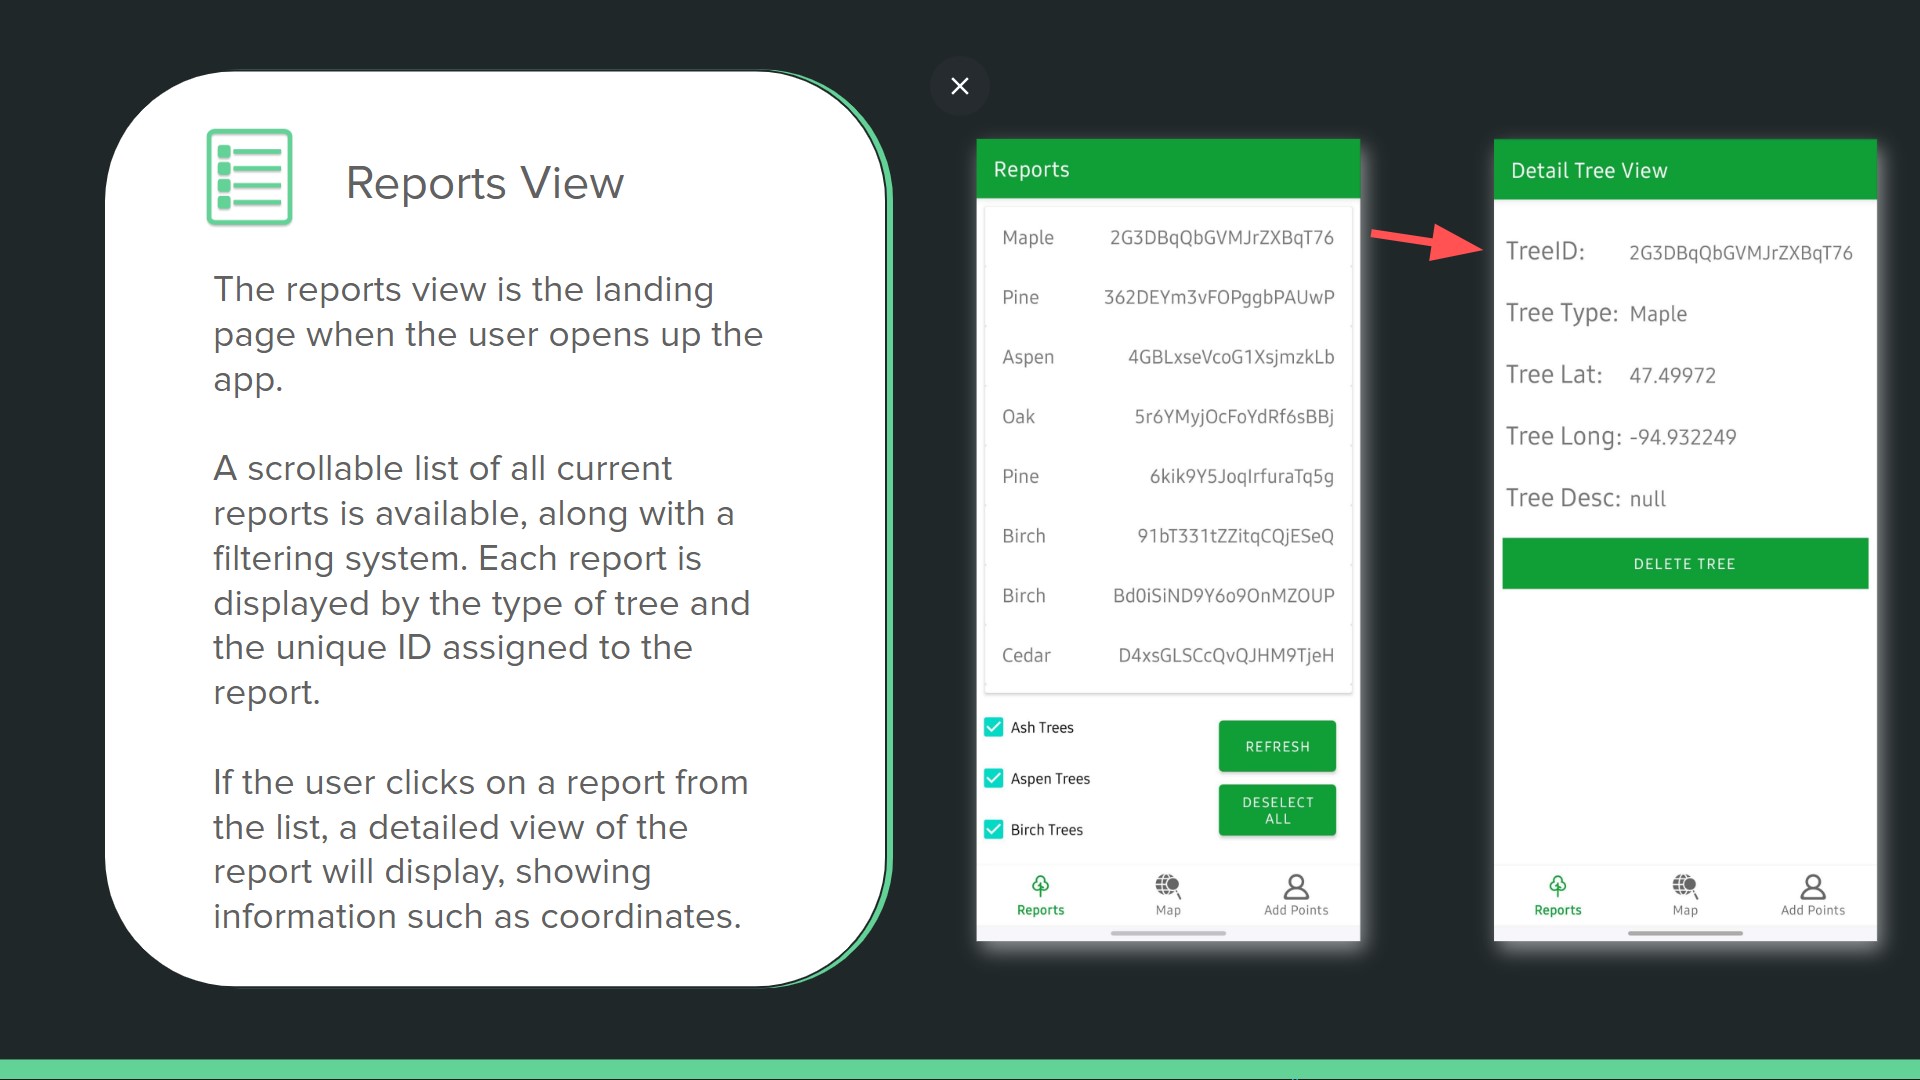 Reports View
The reports view is the landing
page when the user opens up the
app.
A scrollable list of all current
reports is available, along with a
filtering system. Each report is
displayed by the type of tree and
the unique ID assigned to the
report.
If the user clicks on a report from
the list, a detailed view of the
report will display, showing
information such as coordinates.
Reports
Maple 2G3DBqQbGVMJrZXBqT76
Pine 362DEYm3vFOPggbPAUwP
Aspen 4GBLxseVcoG1XsjmzkLb
Oak 5r6YMyjOcFoYdRf6sBBj
Pine 6kik9Y5JoqIrfuraTq5g
Birch 91bT331tZZitqCQjESeQ
Birch Bd0iSiND9Y6o9OnMZOUP
Cedar D4xsGLSCcQvQJHM9TjeH
Ash Trees
Aspen Trees
Birch Trees
REFRESH
DESELECT
ALL
Reports Map Add Points
Detail Tree View
TreeID: 2G3DBqQbGVMJrZXBqT76
Tree Type: Maple
Tree Lat: 47.49972
Tree Long: -94.932249
Tree Desc: null
DELETE TREE
Reports Map Add Points